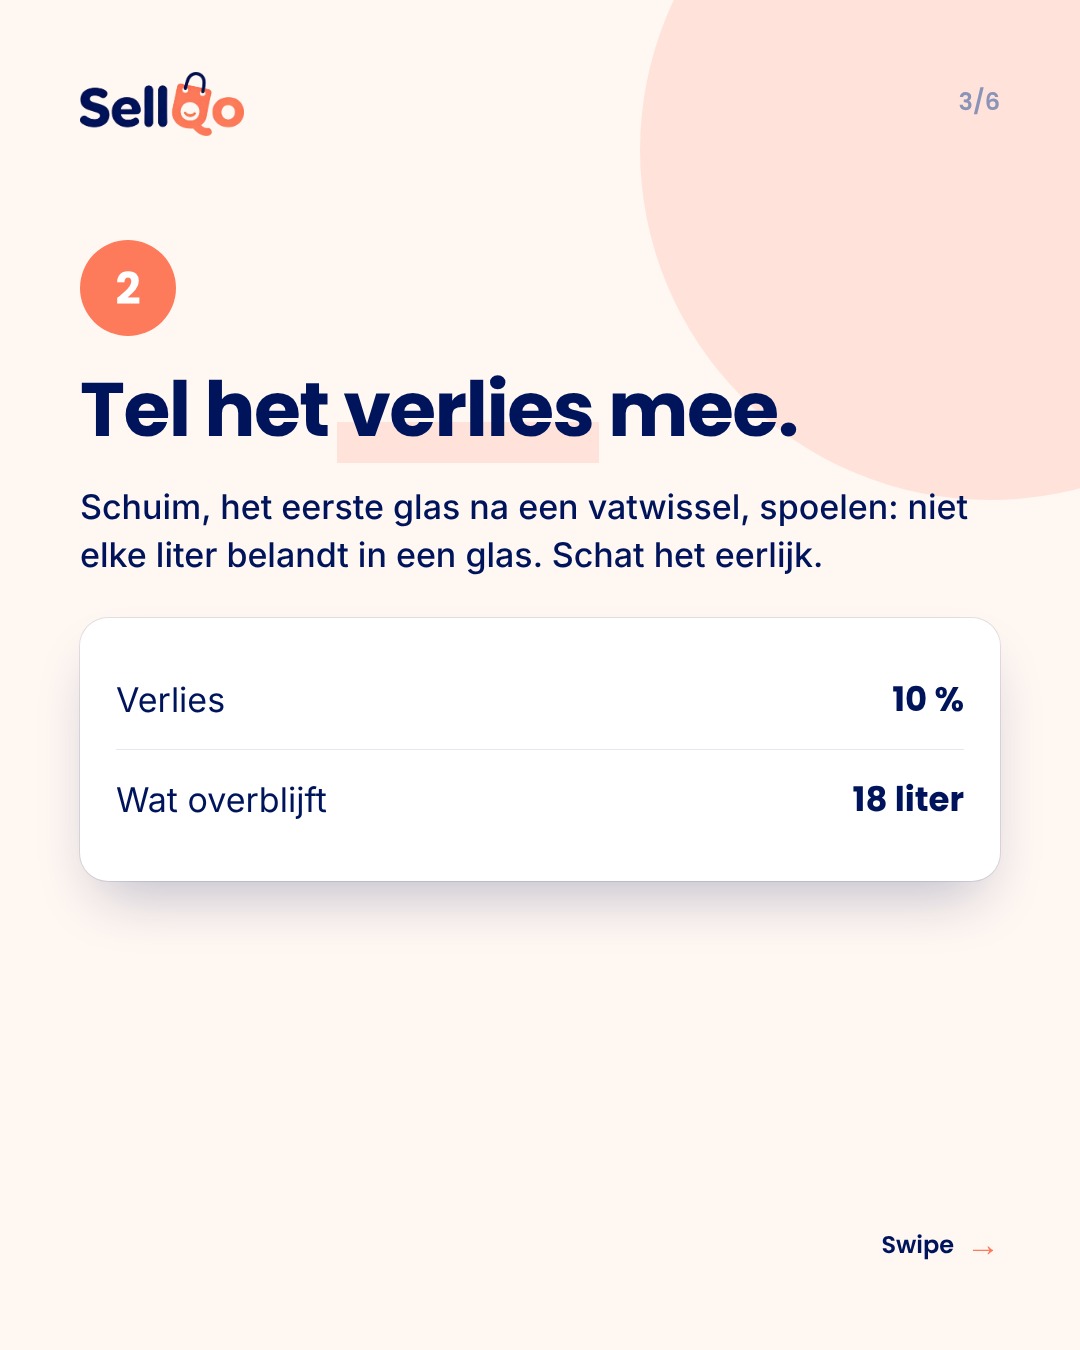 SellQo
3/6
2
Tel het verlies mee.
Schuim, het eerste glas na een vatwissel, spoelen: niet
elke liter belandt in een glas. Schat het eerlijk.
Verlies 10 %
Wat overblijft 18 liter
Swipe →